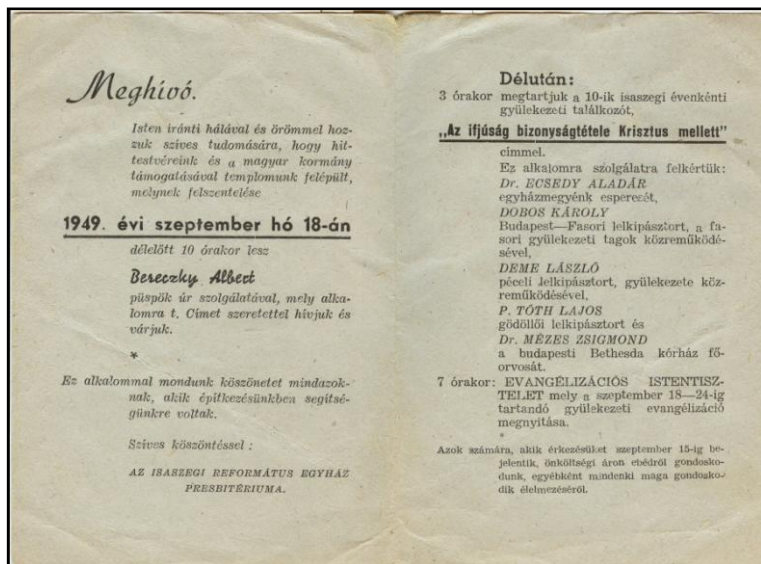 Meghívó.
Isten iránti hálával és örömmel hoz-
zuk szives tudomására, hogy hit-
testvéreink és a magyar kormány
támogatásával templomunk felépült,
melynek felszentelése
1949. évi szeptember hó 18-án
délelőtt 10 órakor lesz
Bereczky Albert
püspök úr szolgálatával, mely alka-
lomra t. Címet szeretettel hívjuk és
várjuk.
*
Ez alkalommal mondunk köszönetet mindazok-
nak, akik építkezésünkben segítsé-
günkre voltak.
Szíves köszöntéssel :
AZ ISASZEGI REFORMÁTUS EGYHÁZ
PRESBITÉRIUMA.
Délután:
3 órakor megtartjuk a 10-ik isaszegi évenkénti
gyülekezeti találkozót,
„Az ifjúság bizonyságtétele Krisztus mellett"
címmel.
Ez alkalomra szolgálatra felkértük:
Dr. ECSEDY ALADÁR
egyházmegyénk esperesét,
DOBOS KÁROLY
Budapest—Fasori lelkipásztort, a fa-
sori gyülekezeti tagok közreműködé-
sével,
DEME LÁSZLÓ
péceli lelkipásztort, gyülekezete köz-
reműködésével,
P. TÓTH LAJOS
gödöllői lelkipásztort és
Dr. MÉZES ZSIGMOND
a budapesti Bethesda kórház fő-
orvosát.
7 órakor: EVANGÉLIZÁCIÓS ISTENTISZ-
TELET mely a szeptember 18—24-ig
tartandó gyülekezeti evangélizáció
megnyitása.
*
Azok számára, akik érkezésüket szeptember 15-ig be-
jelentik, önköltségi áron ebédről gondosko-
dunk, egyébként mindenki maga gondosko-
dik élelmezéséről.